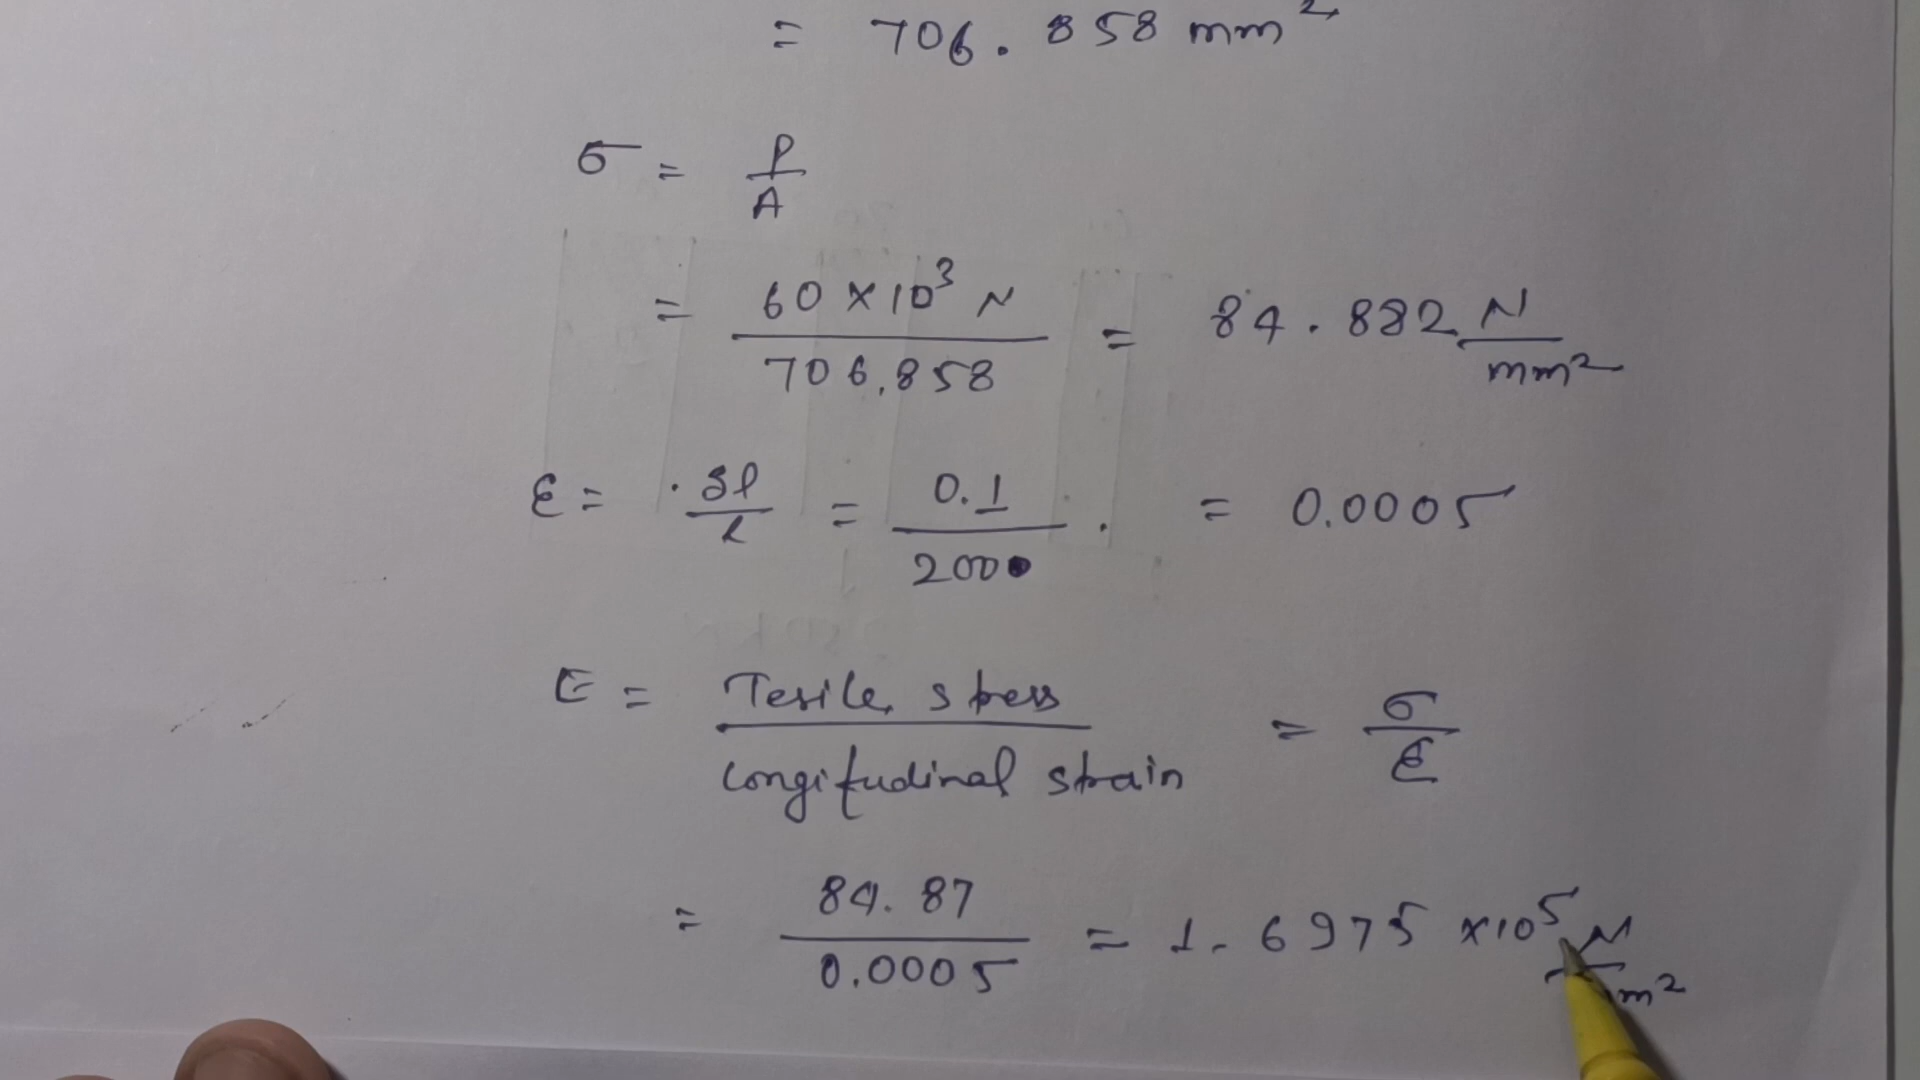 = 706.858 mm²
σ = P/A
= 60 × 10³ N / 706.858 = 84.882 N/mm²
ε = δl/l = 0.1/200 = 0.0005
E = Tesile stress / Longitudinal strain = σ/ε
= 84.87 / 0.0005 = 1.6975 × 10⁵ N/mm²